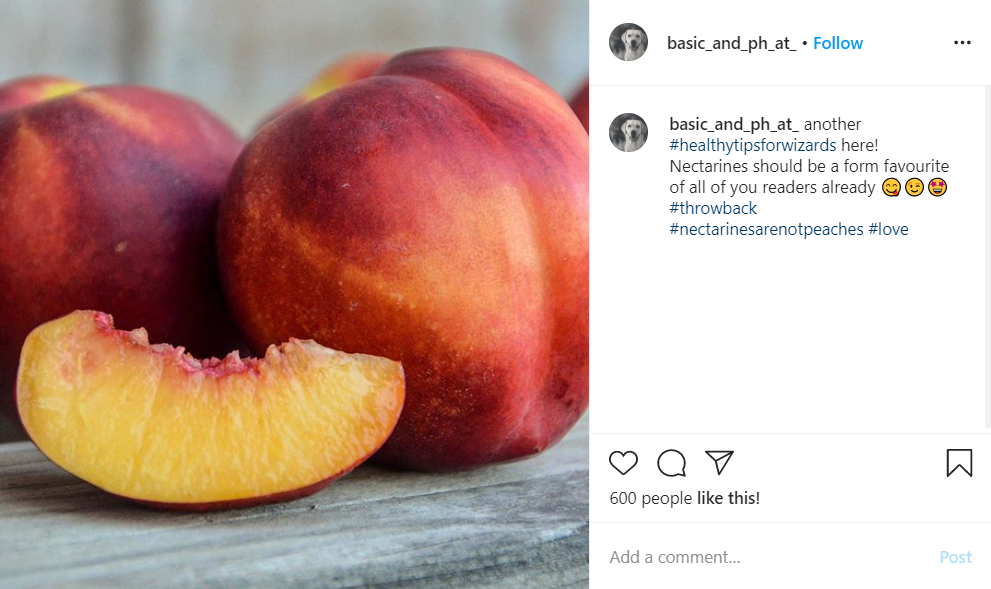 basic_and_ph_at_ • Follow
basic_and_ph_at_ another
#healthytipsforwizards here!
Nectarines should be a form favourite
of all of you readers already 😋😉🤩
#throwback
#nectarinesarenotpeaches #love
600 people like this!
Add a comment... Post